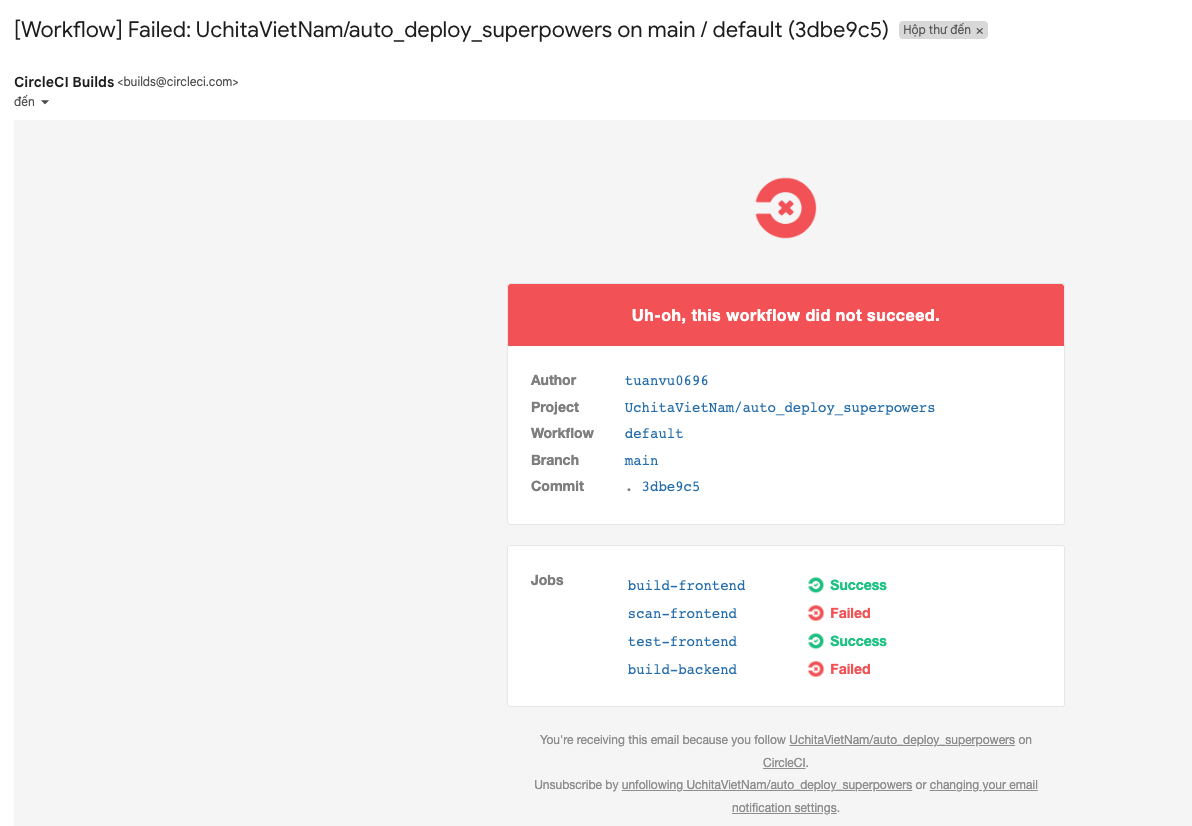 [Workflow] Failed: UchitaVietNam/auto_deploy_superpowers on main / default (3dbe9c5) Hộp thư đến ×
CircleCI Builds <builds@circleci.com>
đến
Uh-oh, this workflow did not succeed.
Author tuanvu0696
Project UchitaVietNam/auto_deploy_superpowers
Workflow default
Branch main
Commit . 3dbe9c5
Jobs
build-frontend Success
scan-frontend Failed
test-frontend Success
build-backend Failed
You're receiving this email because you follow UchitaVietNam/auto_deploy_superpowers on
CircleCI.
Unsubscribe by unfollowing UchitaVietNam/auto_deploy_superpowers or changing your email
notification settings.